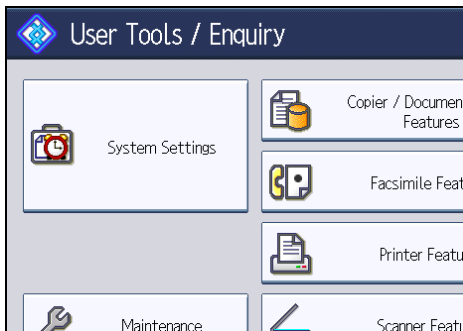 User Tools / Enquiry
System Settings
Copier / Documen
Features
Facsimile Feat
Printer Featu
Maintenance
Scanner Featu